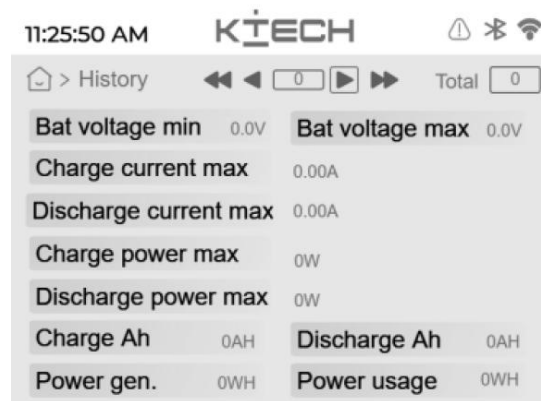 11:25:50 AM KTECH
> History 0 Total 0
Bat voltage min 0.0V Bat voltage max 0.0V
Charge current max 0.00A
Discharge current max 0.00A
Charge power max 0W
Discharge power max 0W
Charge Ah 0AH Discharge Ah 0AH
Power gen. 0WH Power usage 0WH